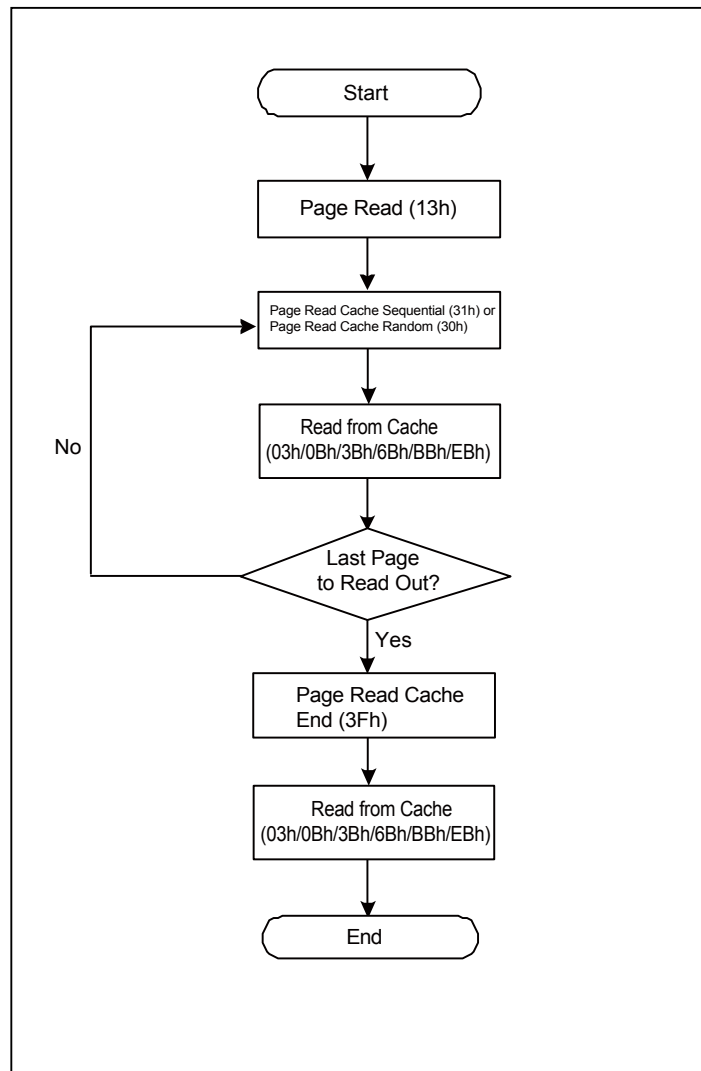 Start
Page Read (13h)
Page Read Cache Sequential (31h) or
Page Read Cache Random (30h)
Read from Cache
(03h/0Bh/3Bh/6Bh/BBh/EBh)
No
Last Page
to Read Out?
Yes
Page Read Cache
End (3Fh)
Read from Cache
(03h/0Bh/3Bh/6Bh/BBh/EBh)
End